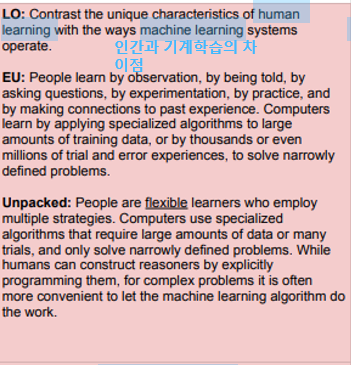 LO: Contrast the unique characteristics of human
learning with the ways machine learning systems
operate.
인간과 기계학습의 차
이점
EU: People learn by observation, by being told, by
asking questions, by experimentation, by practice, and
by making connections to past experience. Computers
learn by applying specialized algorithms to large
amounts of training data, or by thousands or even
millions of trial and error experiences, to solve narrowly
defined problems.
Unpacked: People are flexible learners who employ
multiple strategies. Computers use specialized
algorithms that require large amounts of data or many
trials, and only solve narrowly defined problems. While
humans can construct reasoners by explicitly
programming them, for complex problems it is often
more convenient to let the machine learning algorithm do
the work.